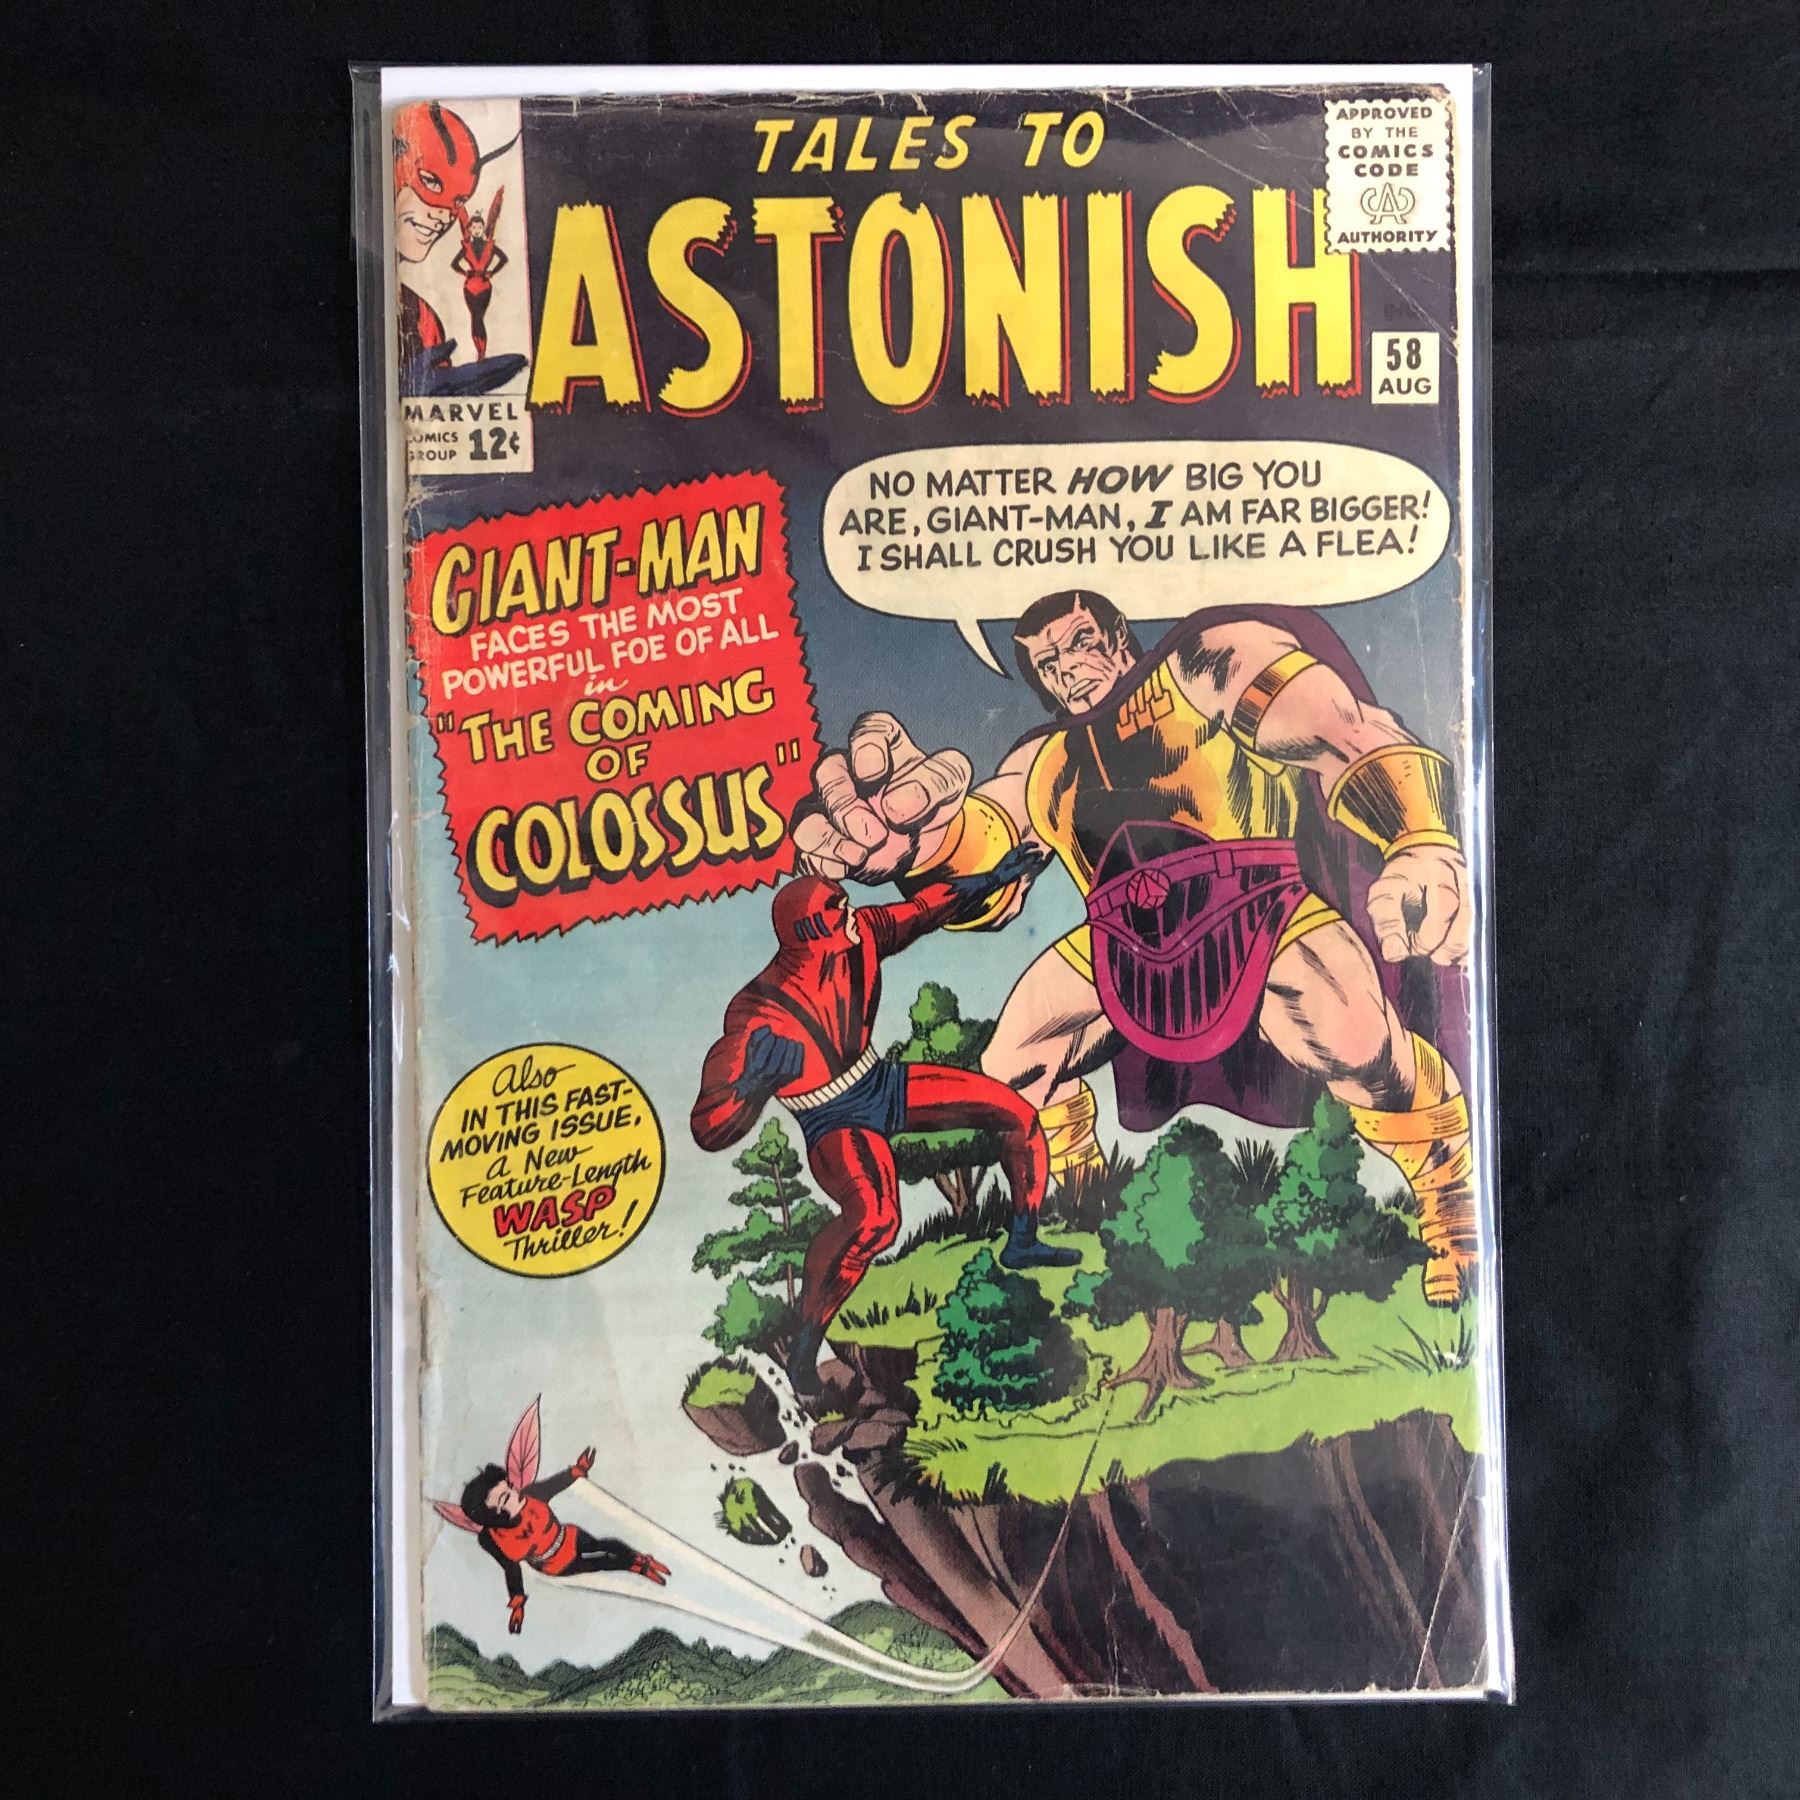 TALES TO
ASTONISH
APPROVED
BY THE
COMICS
CODE
CA
AUTHORITY
IND.
58
AUG
MARVEL
COMICS
GROUP
12¢
NO MATTER HOW BIG YOU
ARE, GIANT-MAN, I AM FAR BIGGER!
I SHALL CRUSH YOU LIKE A FLEA!
GIANT-MAN
FACES THE MOST
POWERFUL FOE OF ALL
in
"THE COMING
OF
COLOSSUS"
Also
IN THIS FAST-
MOVING ISSUE,
a New
Feature-Length
WASP
Thriller!